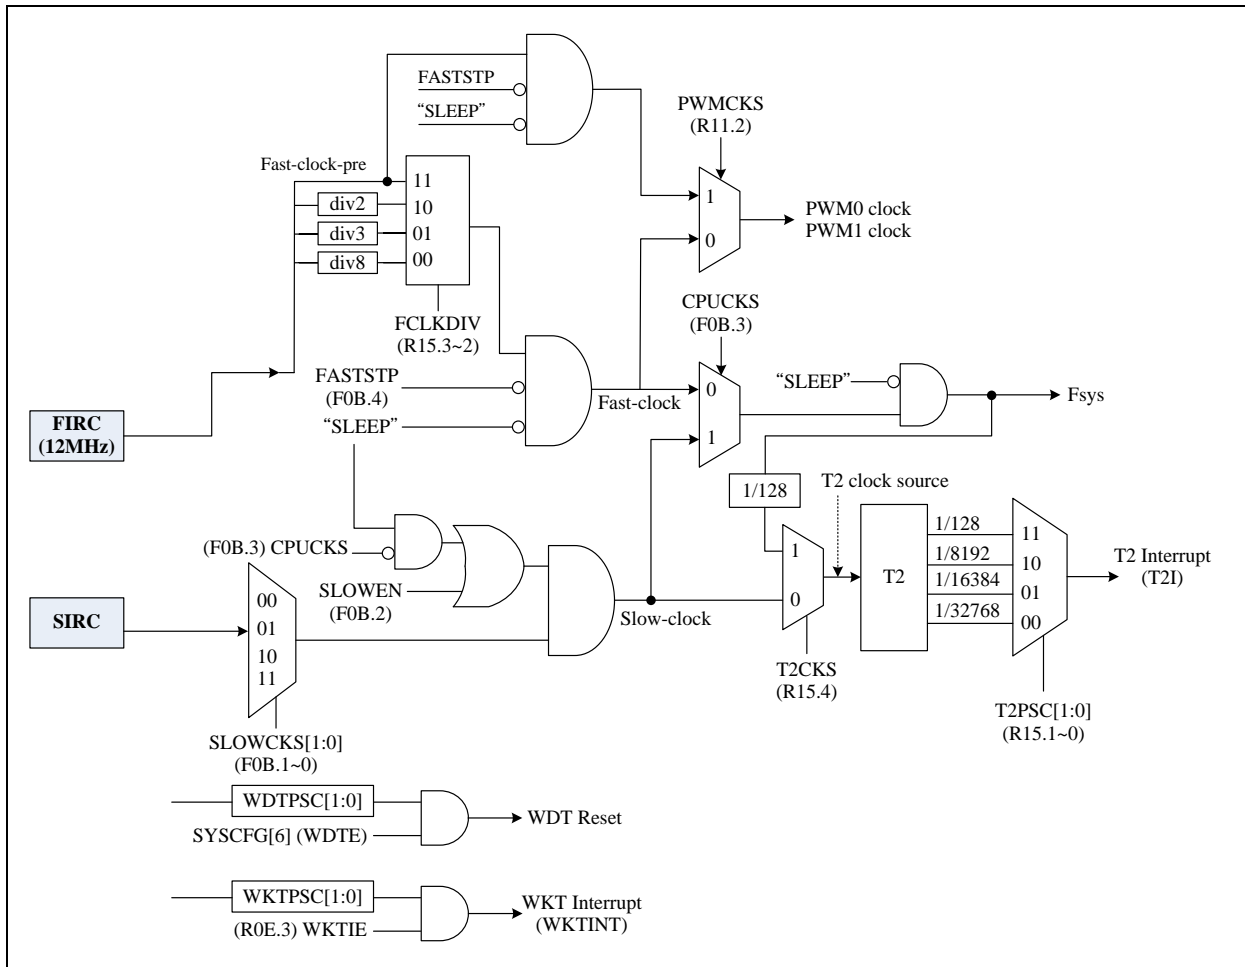 FASTSTP
“SLEEP”
PWMCKS
(R11.2)
Fast-clock-pre
11
div2
10
div3
01
div8
00
1
0
PWM0 clock
PWM1 clock
FCLKDIV
(R15.3~2)
CPUCKS
(F0B.3)
FASTSTP
(F0B.4)
“SLEEP”
Fast-clock
0
1
“SLEEP”
Fsys
FIRC
(12MHz)
1/128
T2 clock source
(F0B.3) CPUCKS
SLOWEN
(F0B.2)
1
0
T2
1/128
1/8192
1/16384
1/32768
11
10
01
00
T2 Interrupt
(T2I)
SIRC
00
01
10
11
Slow-clock
T2CKS
(R15.4)
T2PSC[1:0]
(R15.1~0)
SLOWCKS[1:0]
(F0B.1~0)
WDTPSC[1:0]
SYSCFG[6] (WDTE)
WDT Reset
WKTPSC[1:0]
(R0E.3) WKTIE
WKT Interrupt
(WKTINT)